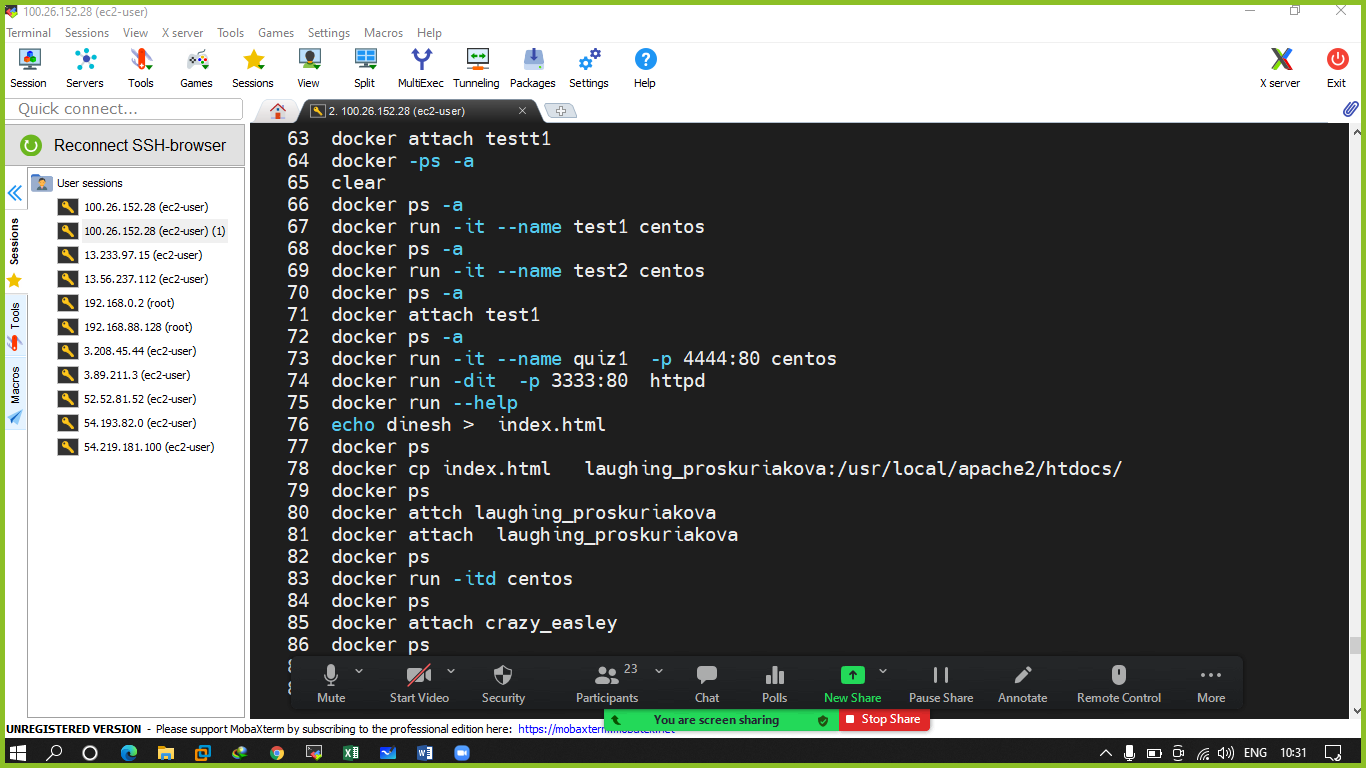 100.26.152.28 (ec2-user)
Terminal Sessions View X server Tools Games Settings Macros Help
Session Servers Tools Games Sessions View Split MultiExec Tunneling Packages Settings Help X server Exit
Quick connect...
2. 100.26.152.28 (ec2-user)
Reconnect SSH-browser
User sessions
100.26.152.28 (ec2-user)
100.26.152.28 (ec2-user) (1)
13.233.97.15 (ec2-user)
13.56.237.112 (ec2-user)
192.168.0.2 (root)
192.168.88.128 (root)
3.208.45.44 (ec2-user)
3.89.211.3 (ec2-user)
52.52.81.52 (ec2-user)
54.193.82.0 (ec2-user)
54.219.181.100 (ec2-user)
Sessions
Tools
Macros
63 docker attach testt1
64 docker -ps -a
65 clear
66 docker ps -a
67 docker run -it --name test1 centos
68 docker ps -a
69 docker run -it --name test2 centos
70 docker ps -a
71 docker attach test1
72 docker ps -a
73 docker run -it --name quiz1 -p 4444:80 centos
74 docker run -dit -p 3333:80 httpd
75 docker run --help
76 echo dinesh > index.html
77 docker ps
78 docker cp index.html laughing_proskuriakova:/usr/local/apache2/htdocs/
79 docker ps
80 docker attch laughing_proskuriakova
81 docker attach laughing_proskuriakova
82 docker ps
83 docker run -itd centos
84 docker ps
85 docker attach crazy_easley
86 docker ps
23
Mute Start Video Security Participants Chat Polls New Share Pause Share Annotate Remote Control More
You are screen sharing Stop Share
UNREGISTERED VERSION - Please support MobaXterm by subscribing to the professional edition here:
ENG 10:31